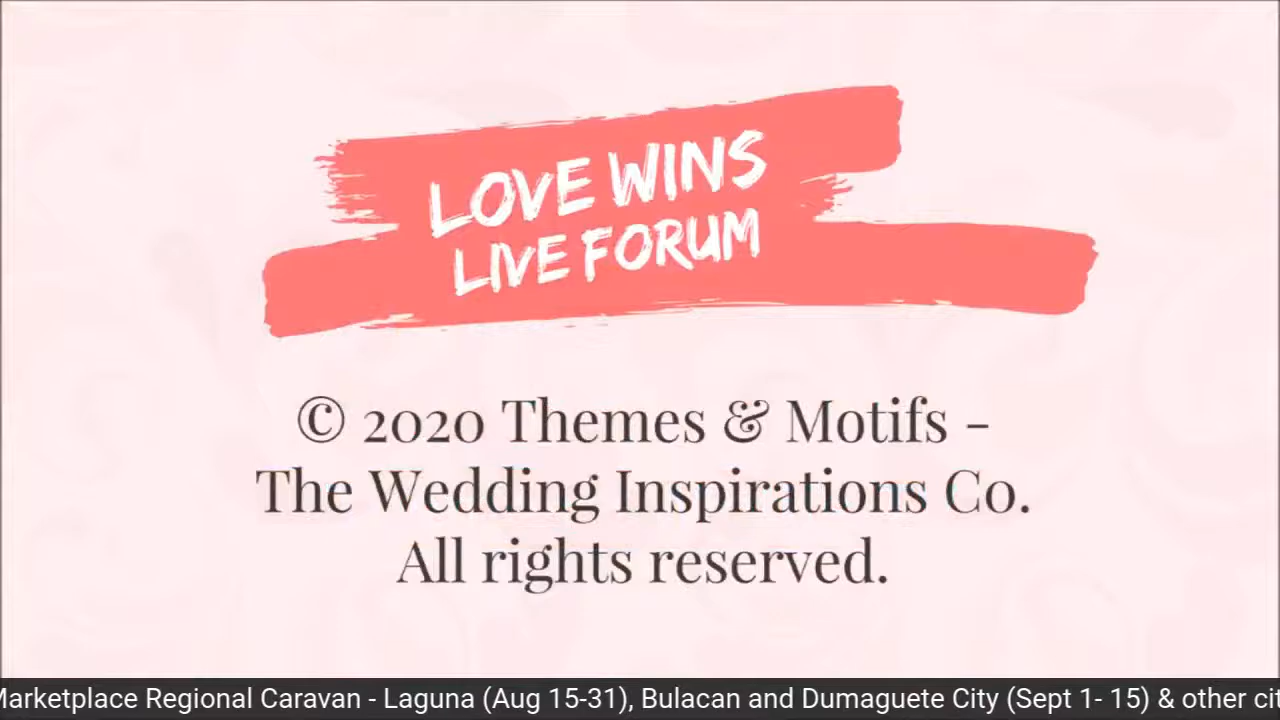 LOVE WINS
LIVE FORUM
© 2020 Themes & Motifs -
The Wedding Inspirations Co.
All rights reserved.
Marketplace Regional Caravan - Laguna (Aug 15-31), Bulacan and Dumaguete City (Sept 1- 15) & other